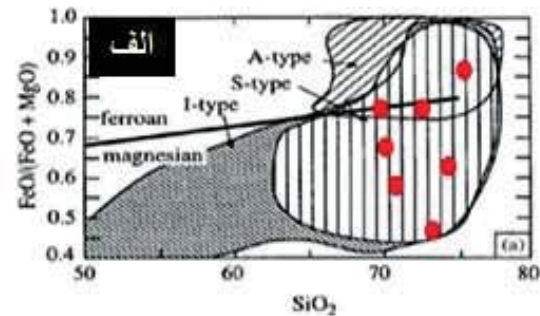 الف
A-type
S-type
I-type
ferroan
magnesian
(a)
FeO/(FeO + MgO)
1.0
0.9
0.8
0.7
0.6
0.5
0.4
50
60
70
80
SiO₂